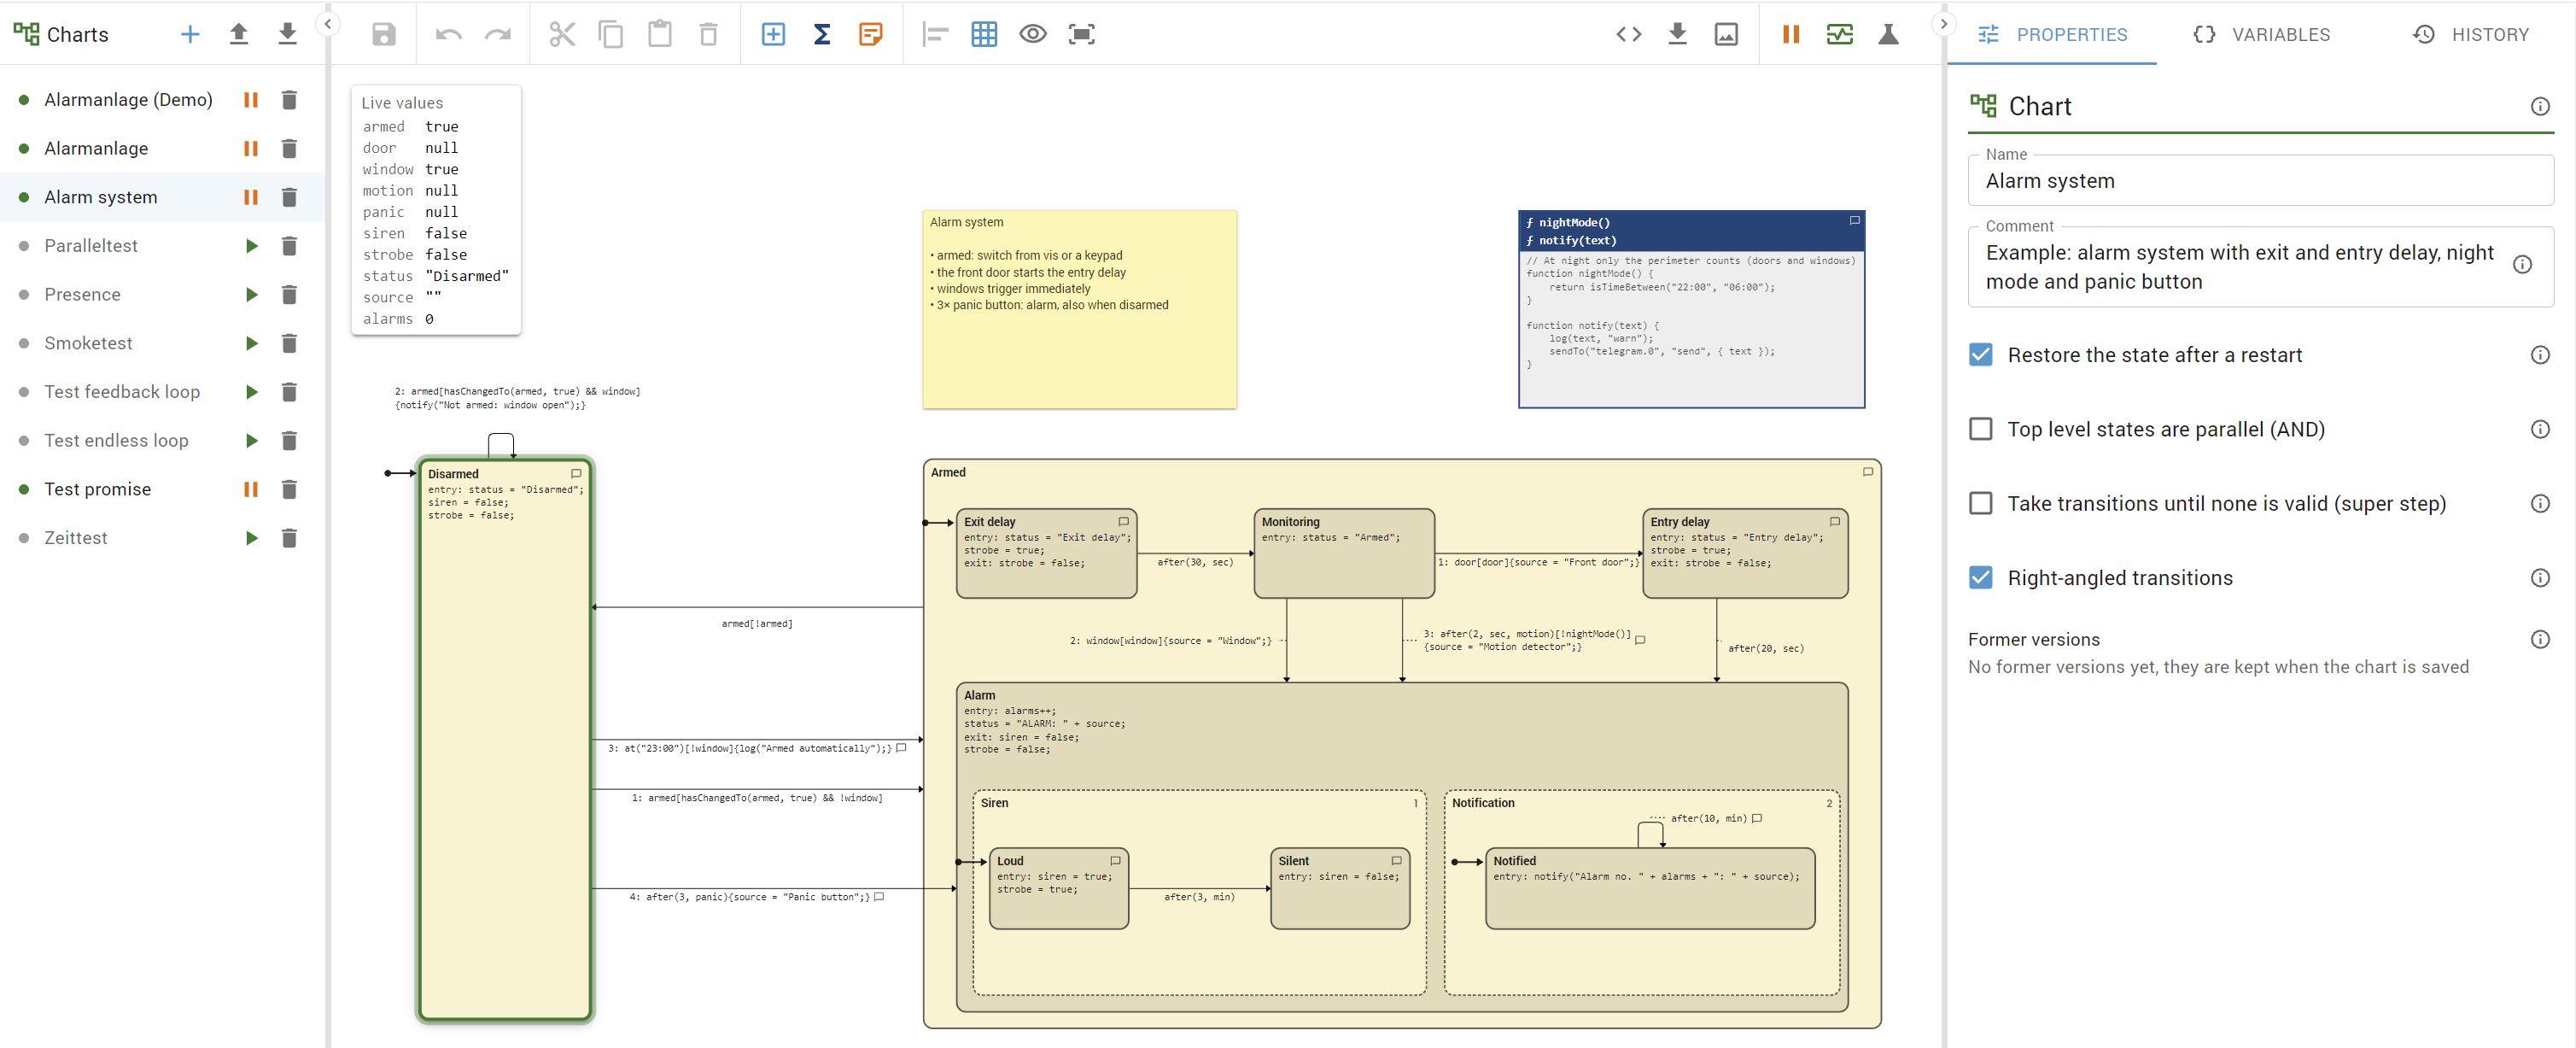 Charts
Alarmanlage (Demo)
Alarmanlage
Alarm system
Paralleltest
Presence
Smoketest
Test feedback loop
Test endless loop
Test promise
Zeittest
Live values
armed true
door null
window true
motion null
panic null
siren false
strobe false
status "Disarmed"
source ""
alarms 0
Alarm system
• armed: switch from vis or a keypad
• the front door starts the entry delay
• windows trigger immediately
• 3× panic button: alarm, also when disarmed
ƒ nightMode()
ƒ notify(text)
// At night only the perimeter counts (doors and windows)
function nightMode() {
return isTimeBetween("22:00", "06:00");
}
function notify(text) {
log(text, "warn");
sendTo("telegram.0", "send", { text });
}
2: armed[hasChangedTo(armed, true) && window]
{notify("Not armed: window open");}
Disarmed
entry: status = "Disarmed";
siren = false;
strobe = false;
armed[!armed]
3: at("23:00")[!window]{log("Armed automatically");}
1: armed[hasChangedTo(armed, true) && !window]
4: after(3, panic){source = "Panic button";}
Armed
Exit delay
entry: status = "Exit delay";
strobe = true;
exit: strobe = false;
after(30, sec)
Monitoring
entry: status = "Armed";
1: door[door]{source = "Front door";}
Entry delay
entry: status = "Entry delay";
strobe = true;
exit: strobe = false;
2: window[window]{source = "Window";}
3: after(2, sec, motion)[!nightMode()]
{source = "Motion detector";}
after(20, sec)
Alarm
entry: alarms++;
status = "ALARM: " + source;
exit: siren = false;
strobe = false;
Siren 1
Loud
entry: siren = true;
strobe = true;
after(3, min)
Silent
entry: siren = false;
Notification 2
after(10, min)
Notified
entry: notify("Alarm no. " + alarms + ": " + source);
PROPERTIES
VARIABLES
HISTORY
Chart
Name
Alarm system
Comment
Example: alarm system with exit and entry delay, night
mode and panic button
Restore the state after a restart
Top level states are parallel (AND)
Take transitions until none is valid (super step)
Right-angled transitions
Former versions
No former versions yet, they are kept when the chart is saved